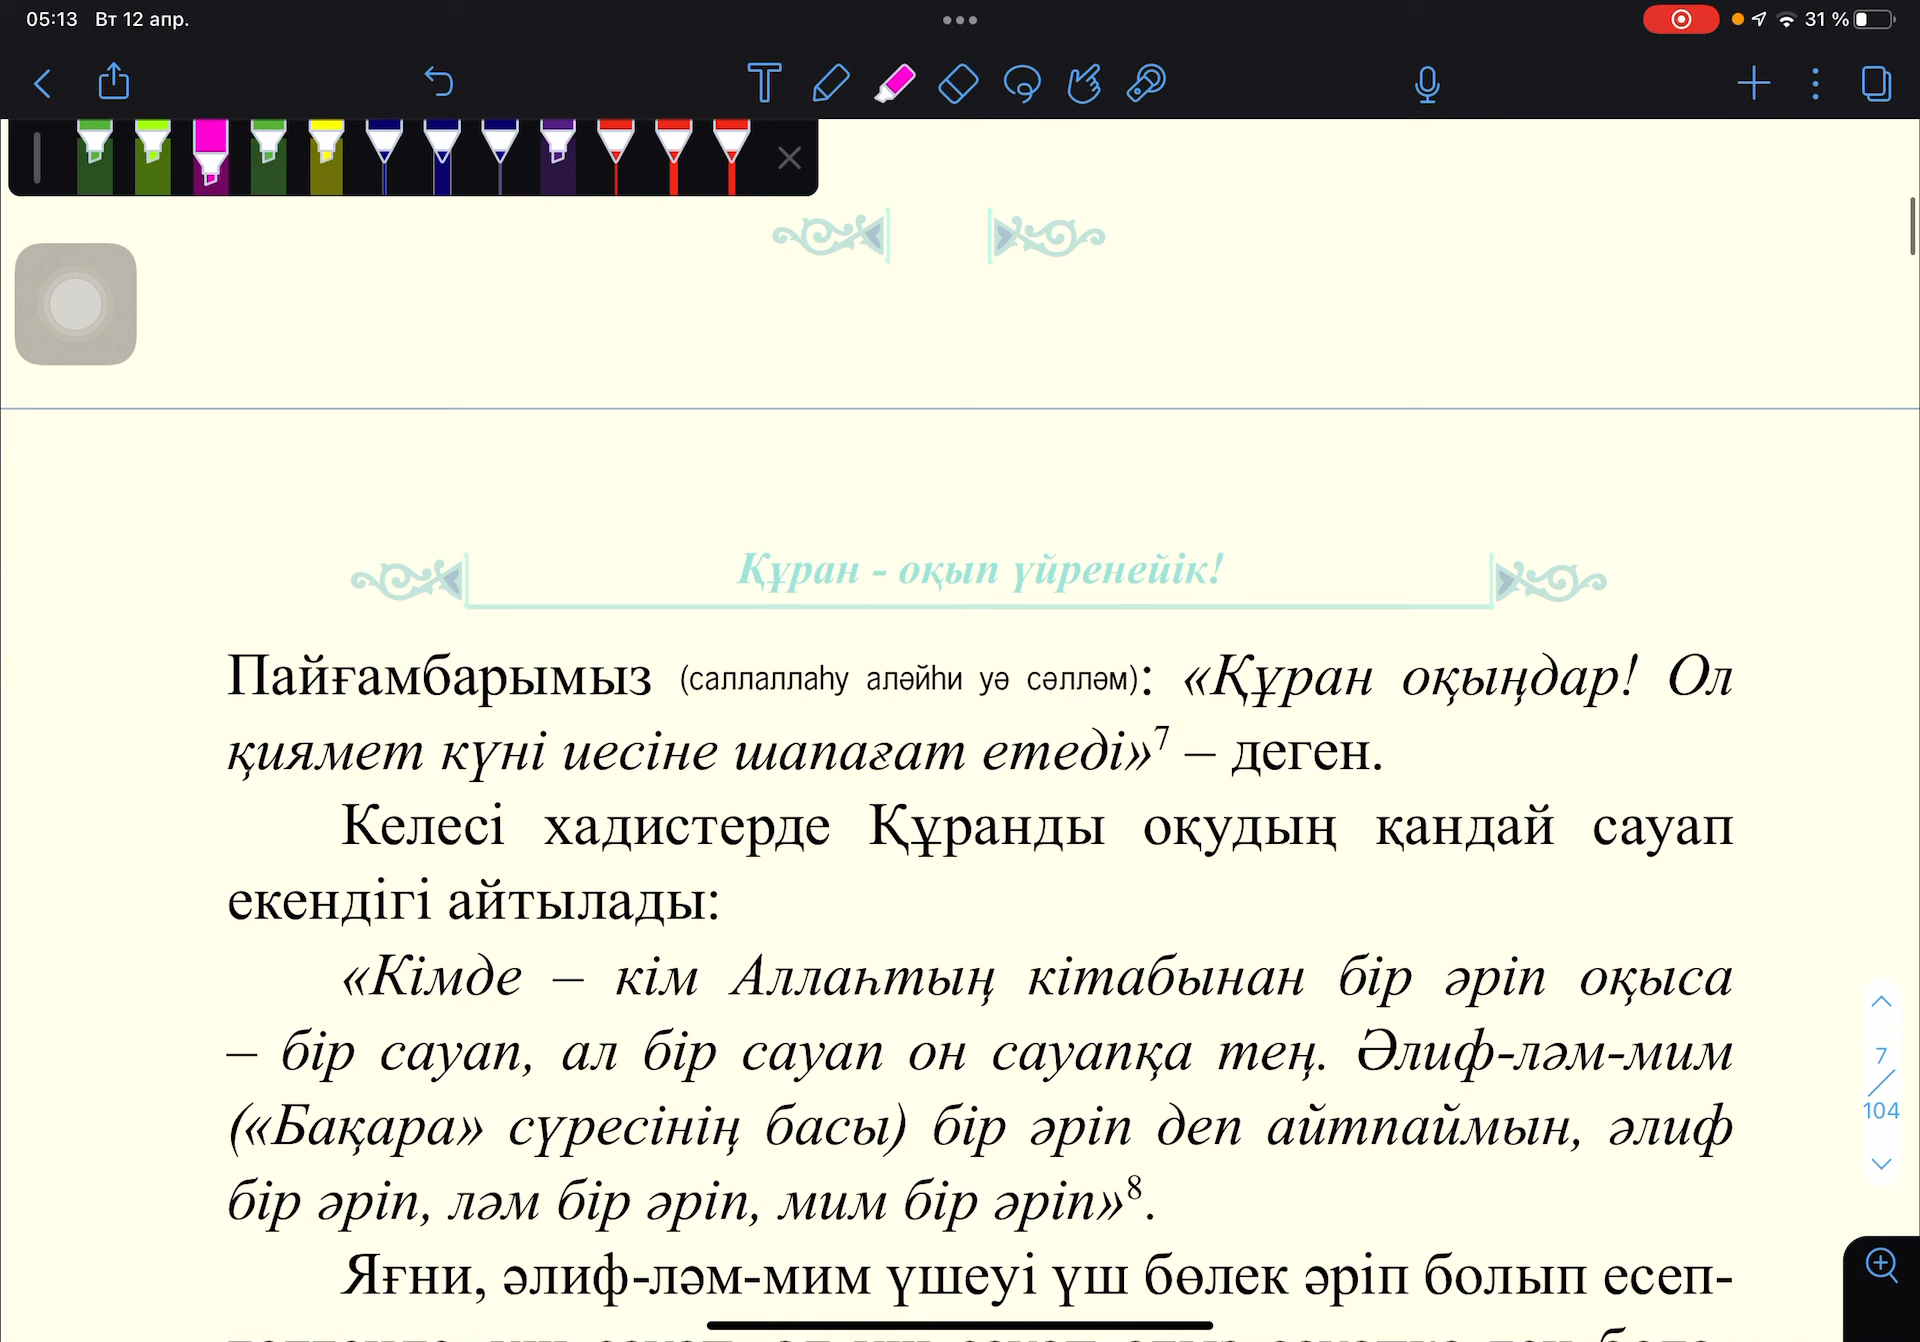 05:13 Вт 12 апр.
31 %
Құран - оқып үйренейік!
Пайғамбарымыз (саллаллаһу аләйһи уә сәлләм): «Құран оқыңдар! Ол
қиямет күні иесіне шапағат етеді»⁷ – деген.
Келесі хадистерде Құранды оқудың қандай сауап
екендігі айтылады:
«Кімде – кім Аллаһтың кітабынан бір әріп оқыса
– бір сауап, ал бір сауап он сауапқа тең. Әлиф-ләм-мим
(«Бақара» сүресінің басы) бір әріп деп айтпаймын, әлиф
бір әріп, ләм бір әріп, мим бір әріп»⁸.
Яғни, әлиф-ләм-мим үшеуі үш бөлек әріп болып есеп-
7
104